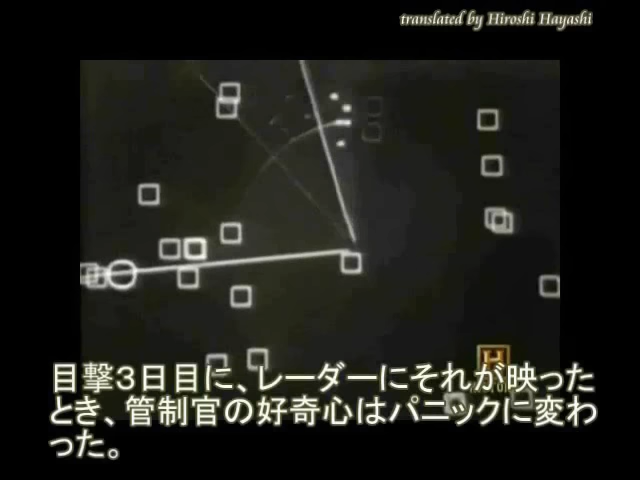 translated by Hiroshi Hayashi
H
目撃３日目に、レーダーにそれが映った
とき、管制官の好奇心はパニックに変わ
った。